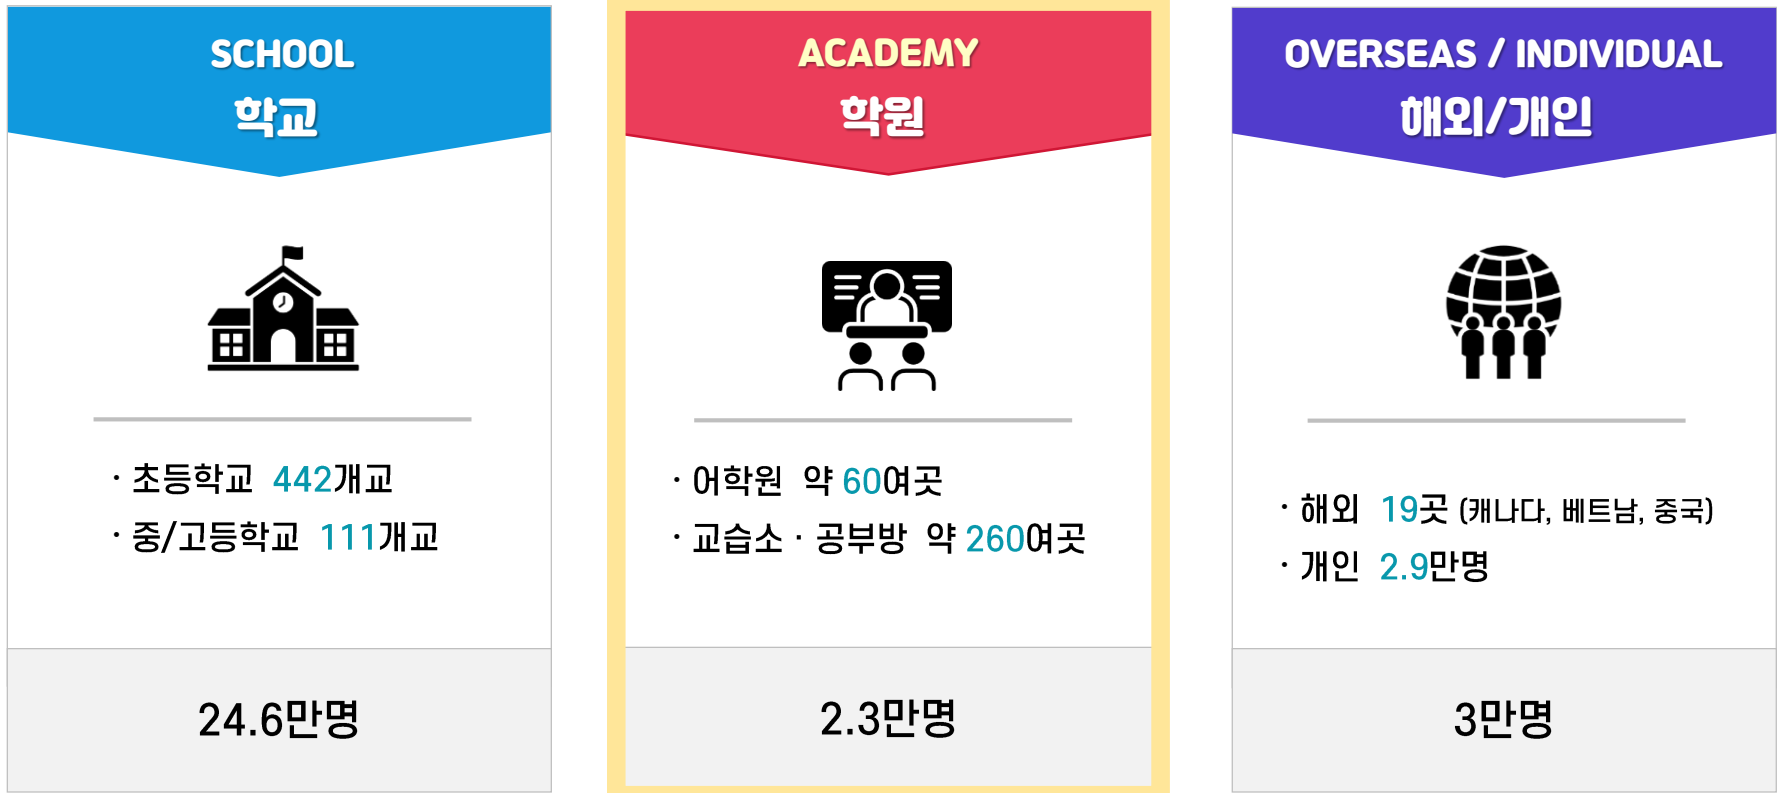 SCHOOL
학교
· 초등학교 442개교
· 중/고등학교 111개교
24.6만명
ACADEMY
학원
· 어학원 약 60여곳
· 교습소 · 공부방 약 260여곳
2.3만명
OVERSEAS / INDIVIDUAL
해외/개인
· 해외 19곳 (캐나다, 베트남, 중국)
· 개인 2.9만명
3만명